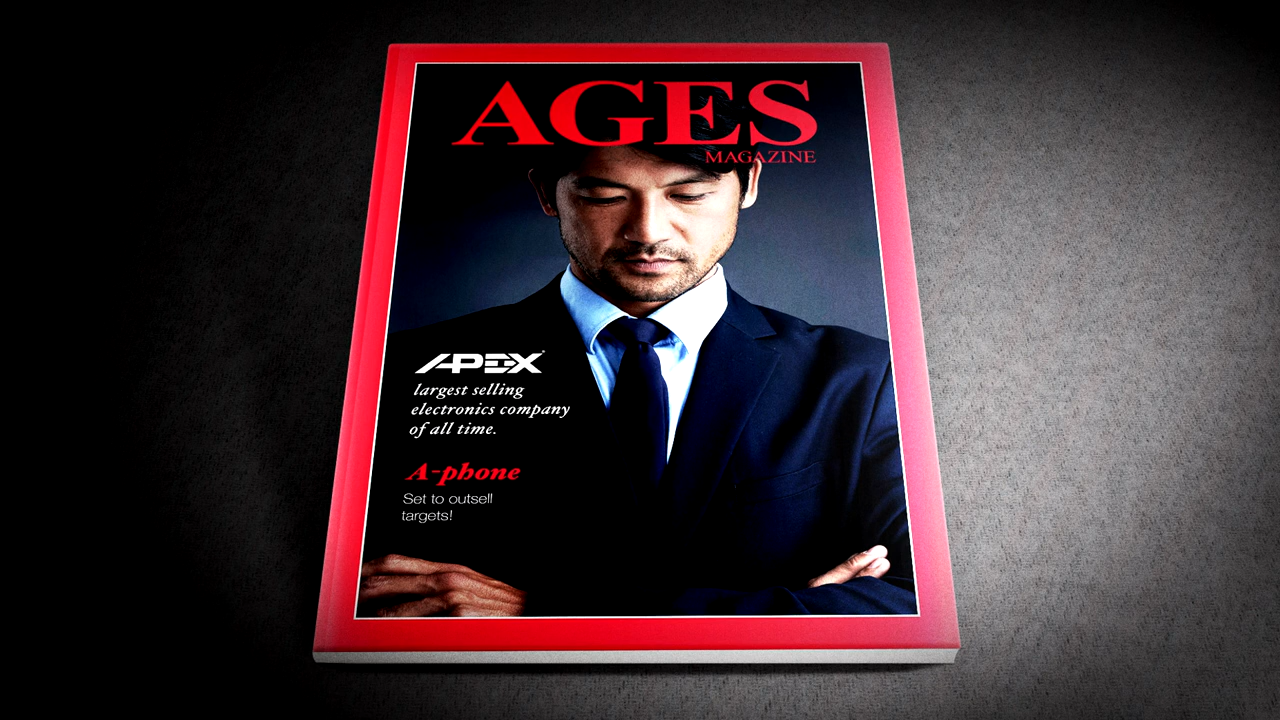 AGES
MAGAZINE
APEX
largest selling
electronics company
of all time.
A-phone
Set to outsell
targets!